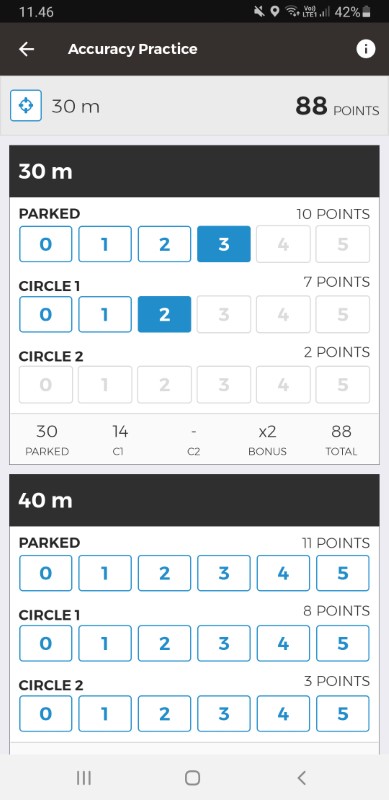 11.46 Vo)) LTE1 42%
Accuracy Practice
30 m 88 POINTS
30 m
PARKED 10 POINTS
0 1 2 3 4 5
CIRCLE 1 7 POINTS
0 1 2 3 4 5
CIRCLE 2 2 POINTS
0 1 2 3 4 5
30 14 - x2 88
PARKED C1 C2 BONUS TOTAL
40 m
PARKED 11 POINTS
0 1 2 3 4 5
CIRCLE 1 8 POINTS
0 1 2 3 4 5
CIRCLE 2 3 POINTS
0 1 2 3 4 5